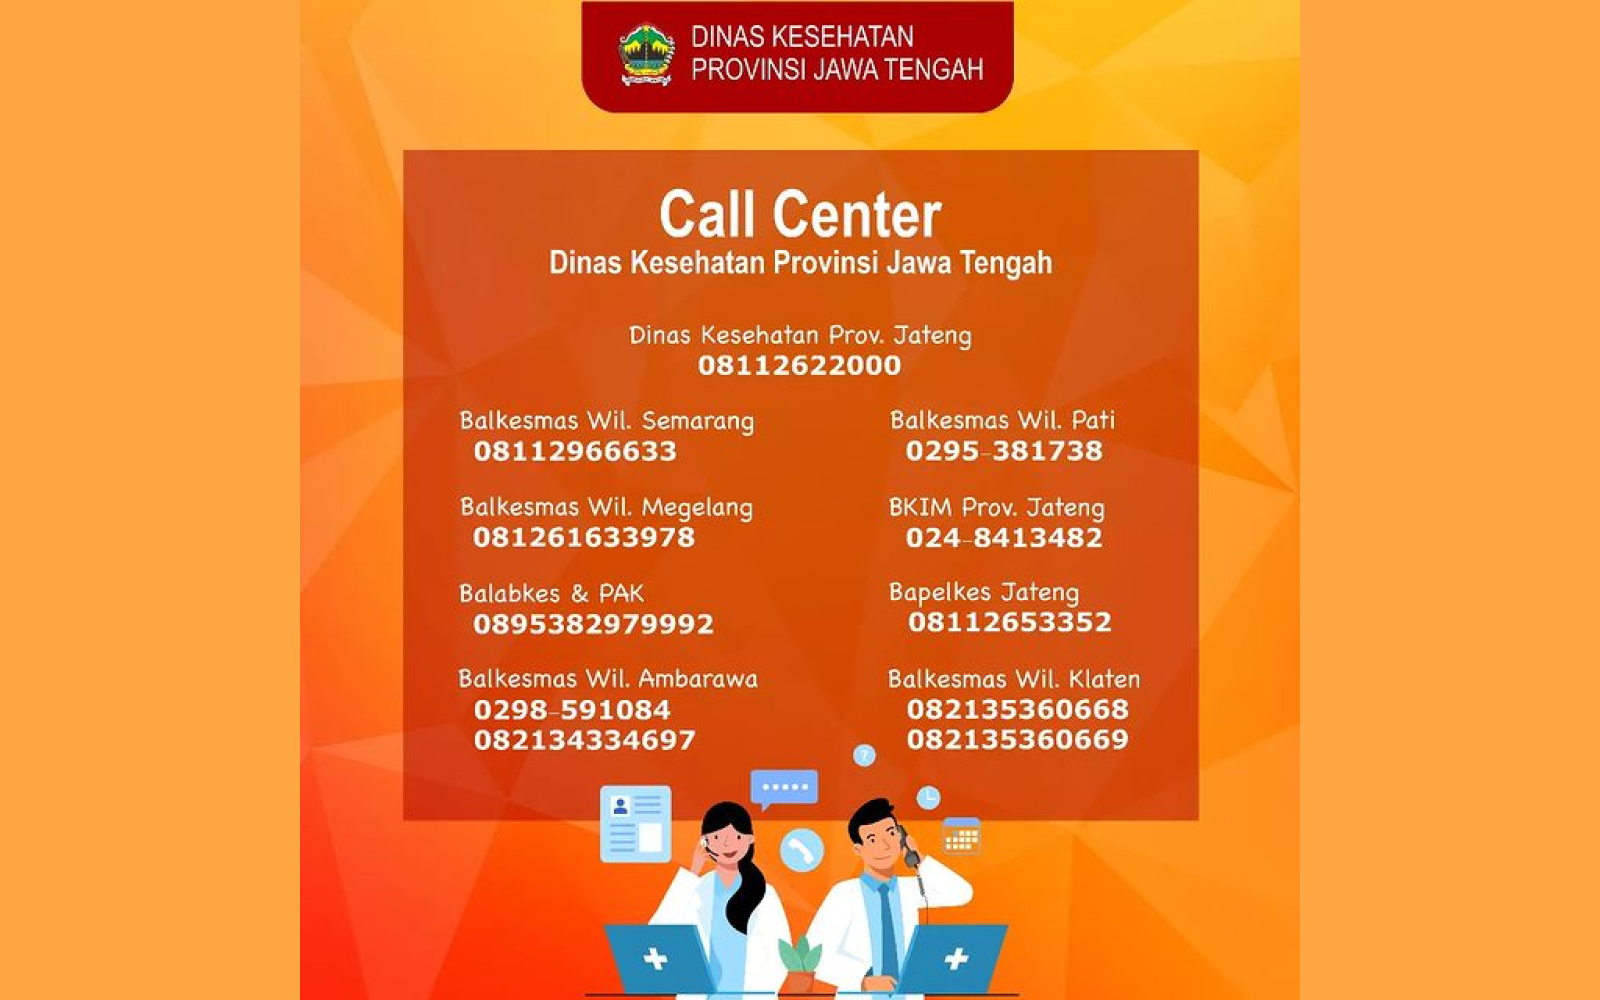 DINAS KESEHATAN
PROVINSI JAWA TENGAH
Call Center
Dinas Kesehatan Provinsi Jawa Tengah
Dinas Kesehatan Prov. Jateng
08112622000
Balkesmas Wil. Semarang
08112966633
Balkesmas Wil. Pati
0295-381738
Balkesmas Wil. Megelang
081261633978
BKIM Prov. Jateng
024-8413482
Balabkes & PAK
0895382979992
Bapelkes Jateng
08112653352
Balkesmas Wil. Ambarawa
0298-591084
082134334697
Balkesmas Wil. Klaten
082135360668
082135360669
?